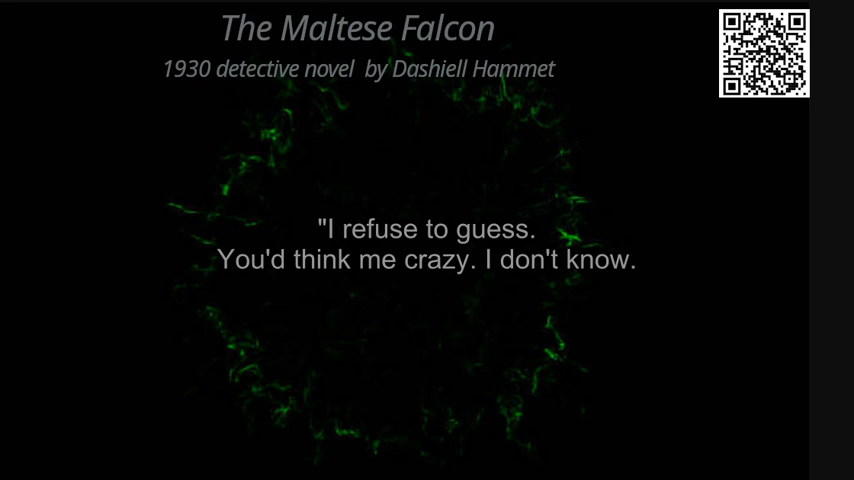 The Maltese Falcon
1930 detective novel by Dashiell Hammet
"I refuse to guess.
You'd think me crazy. I don't know.